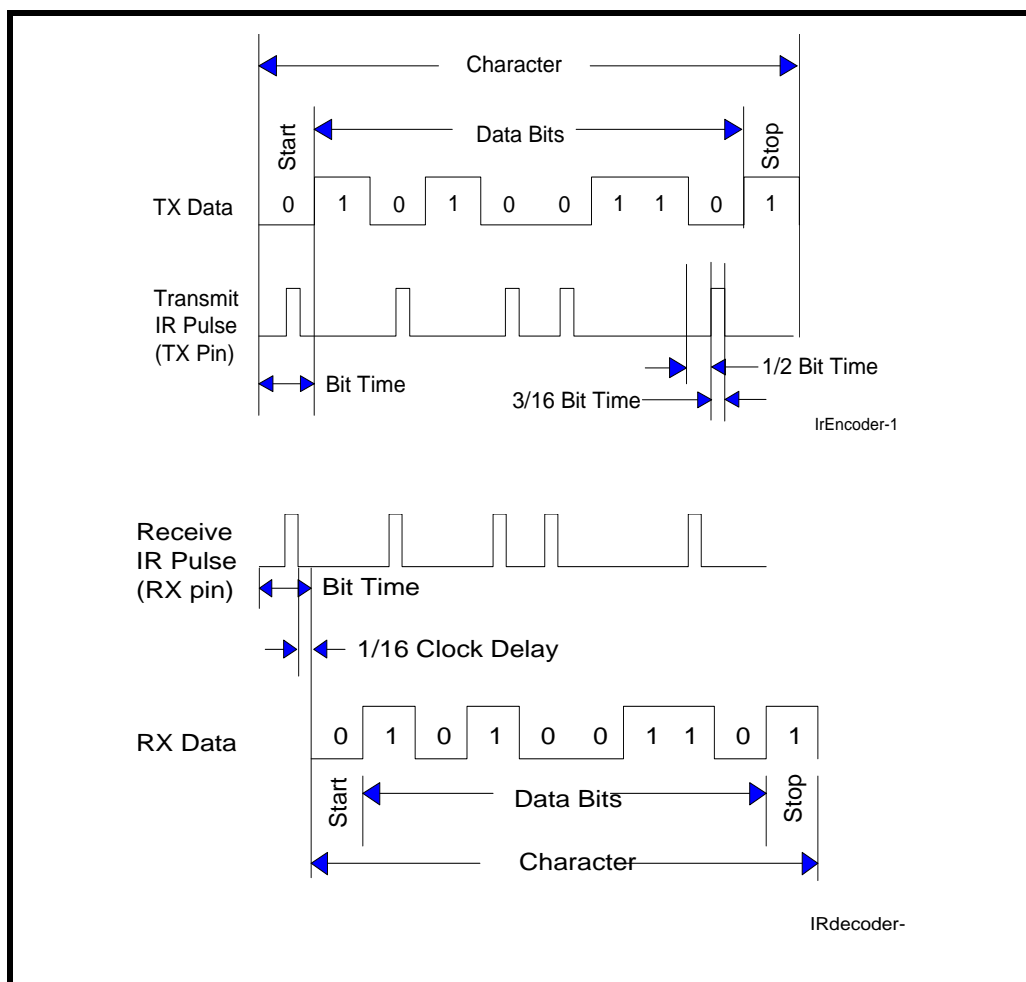 Character
Start
Data Bits
Stop
TX Data
0 1 0 1 0 0 1 1 0 1
Transmit
IR Pulse
(TX Pin)
Bit Time
1/2 Bit Time
3/16 Bit Time
IrEncoder-1
Receive
IR Pulse
(RX pin)
Bit Time
1/16 Clock Delay
RX Data
0 1 0 1 0 0 1 1 0 1
Start
Data Bits
Stop
Character
IRdecoder-